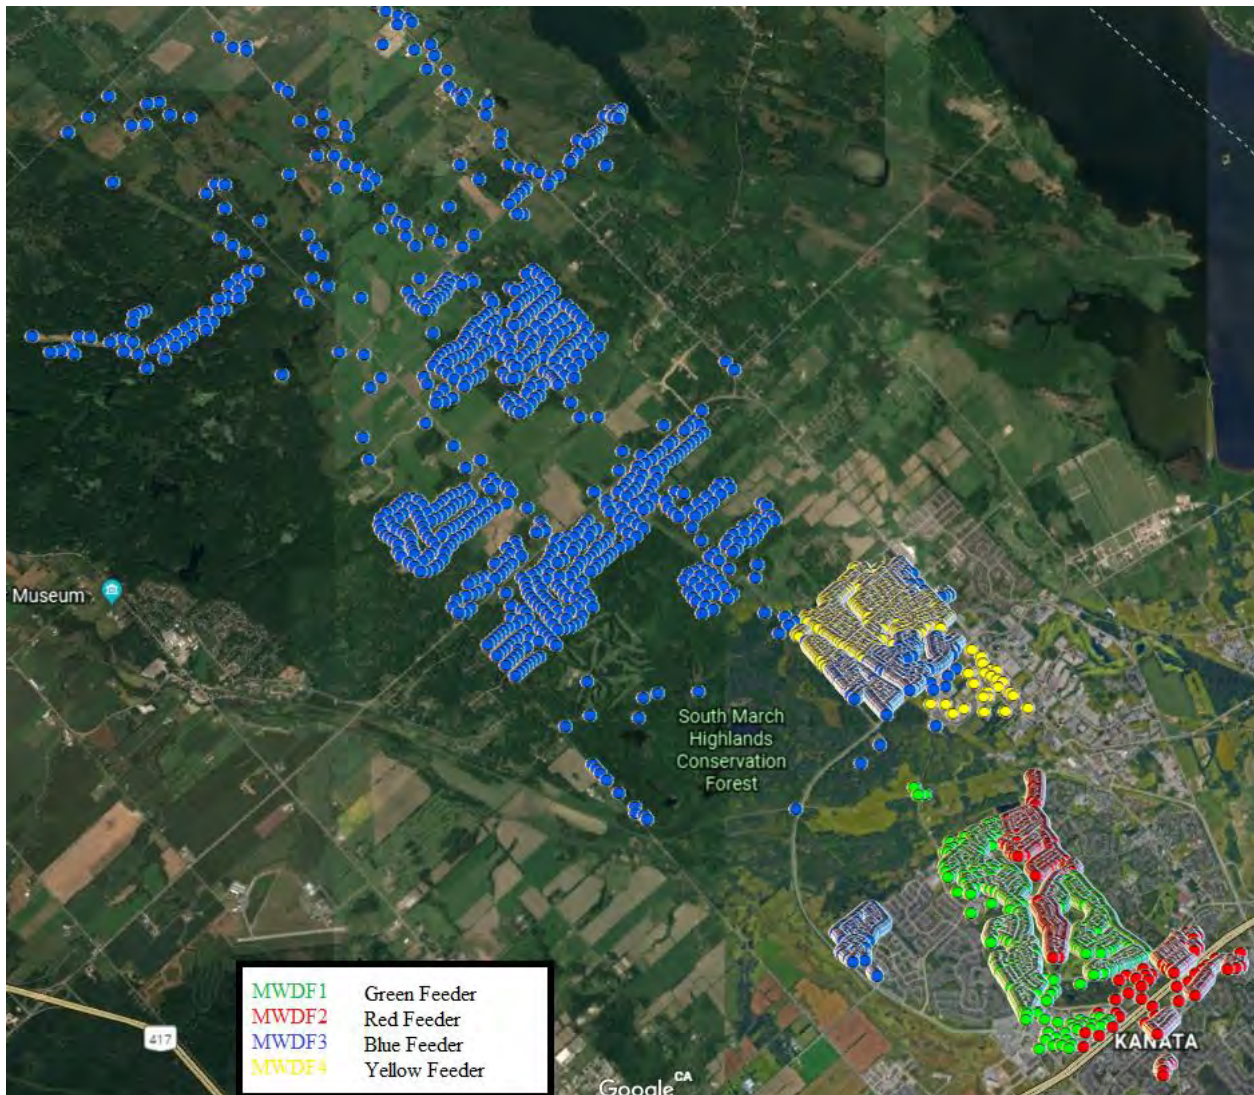 Museum
South March
Highlands
Conservation
Forest
417
KANATA
MWDF1 Green Feeder
MWDF2 Red Feeder
MWDF3 Blue Feeder
MWDF4 Yellow Feeder
Google
CA